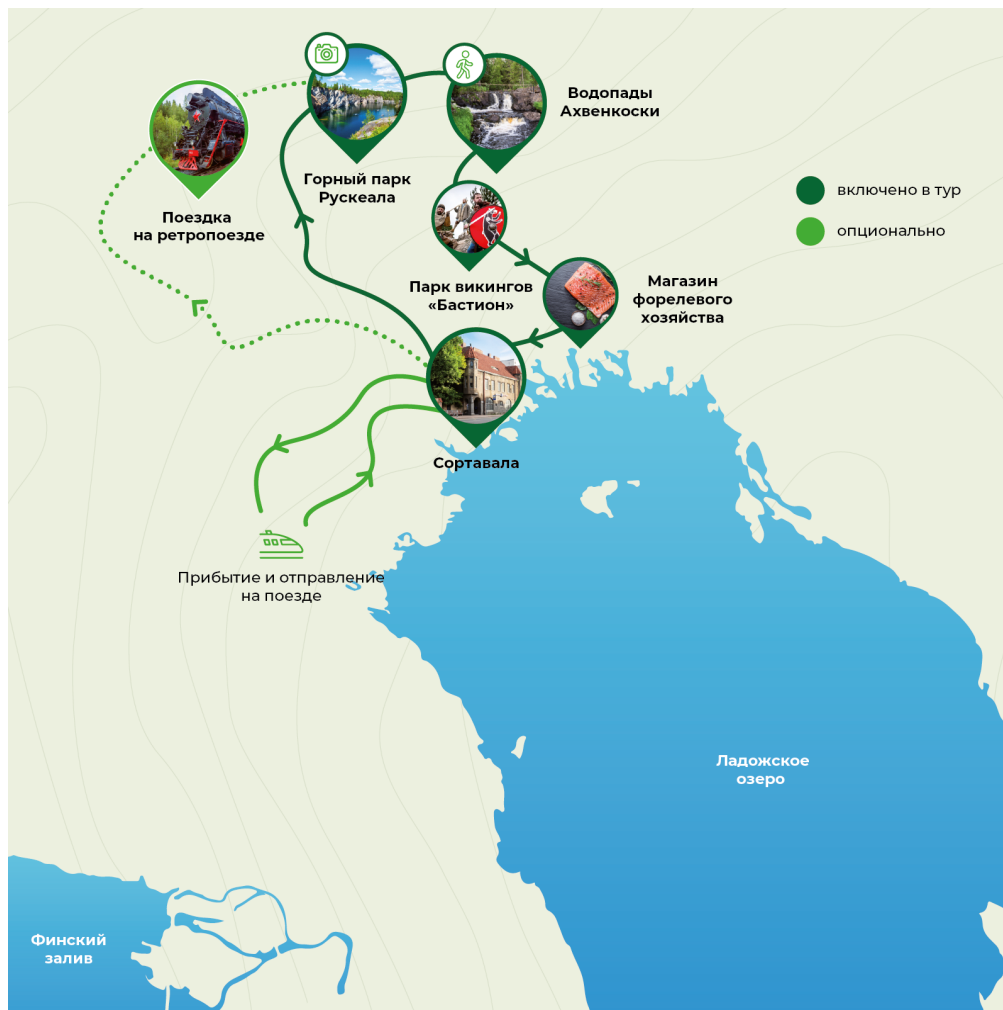 Водопады
Ахвенкоски
Горный парк
Рускеала
включено в тур
Поездка
на ретропоезде
опционально
Парк викингов
«Бастион»
Магазин
форелевого
хозяйства
Сортавала
Прибытие и отправление
на поезде
Ладожское
озеро
Финский
залив